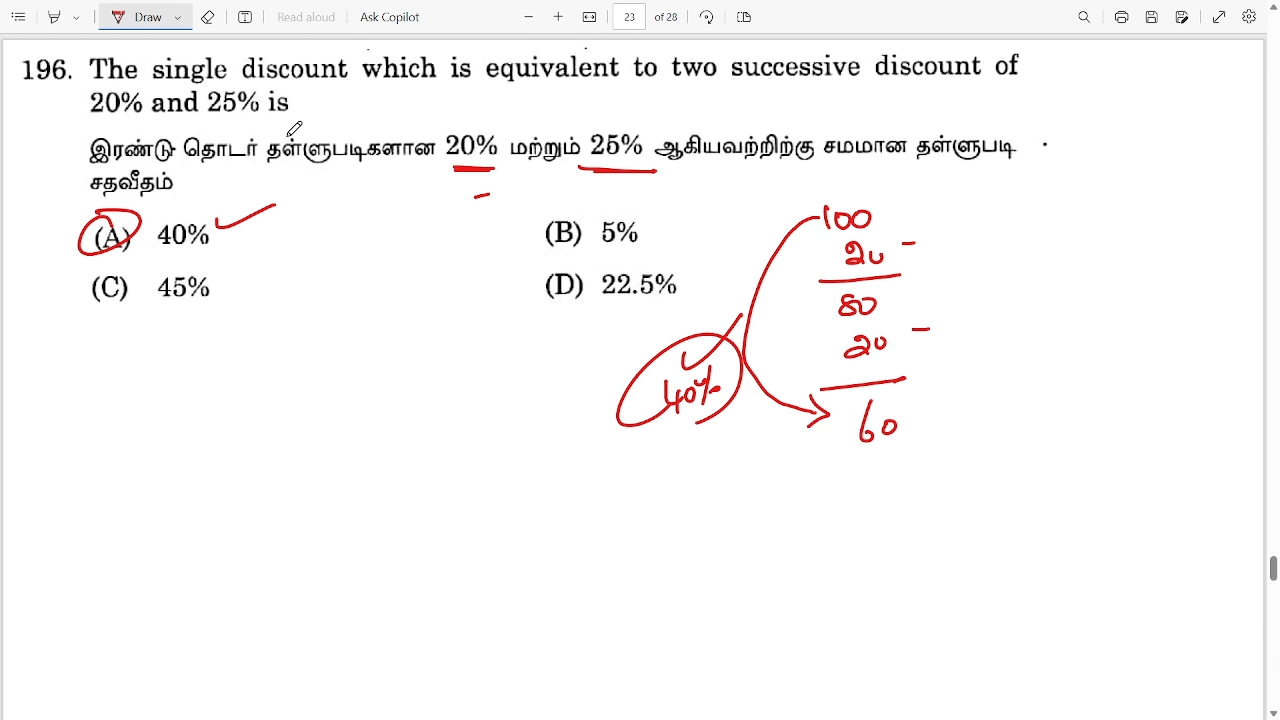 Draw
Read aloud
Ask Copilot
23
of 28
196. The single discount which is equivalent to two successive discount of
20% and 25% is
இரண்டு தொடர் தள்ளுபடிகளான 20% மற்றும் 25% ஆகியவற்றிற்கு சமமான தள்ளுபடி
சதவீதம்
(A) 40%
(B) 5%
(C) 45%
(D) 22.5%
100
20 -
80
20 -
60
40%